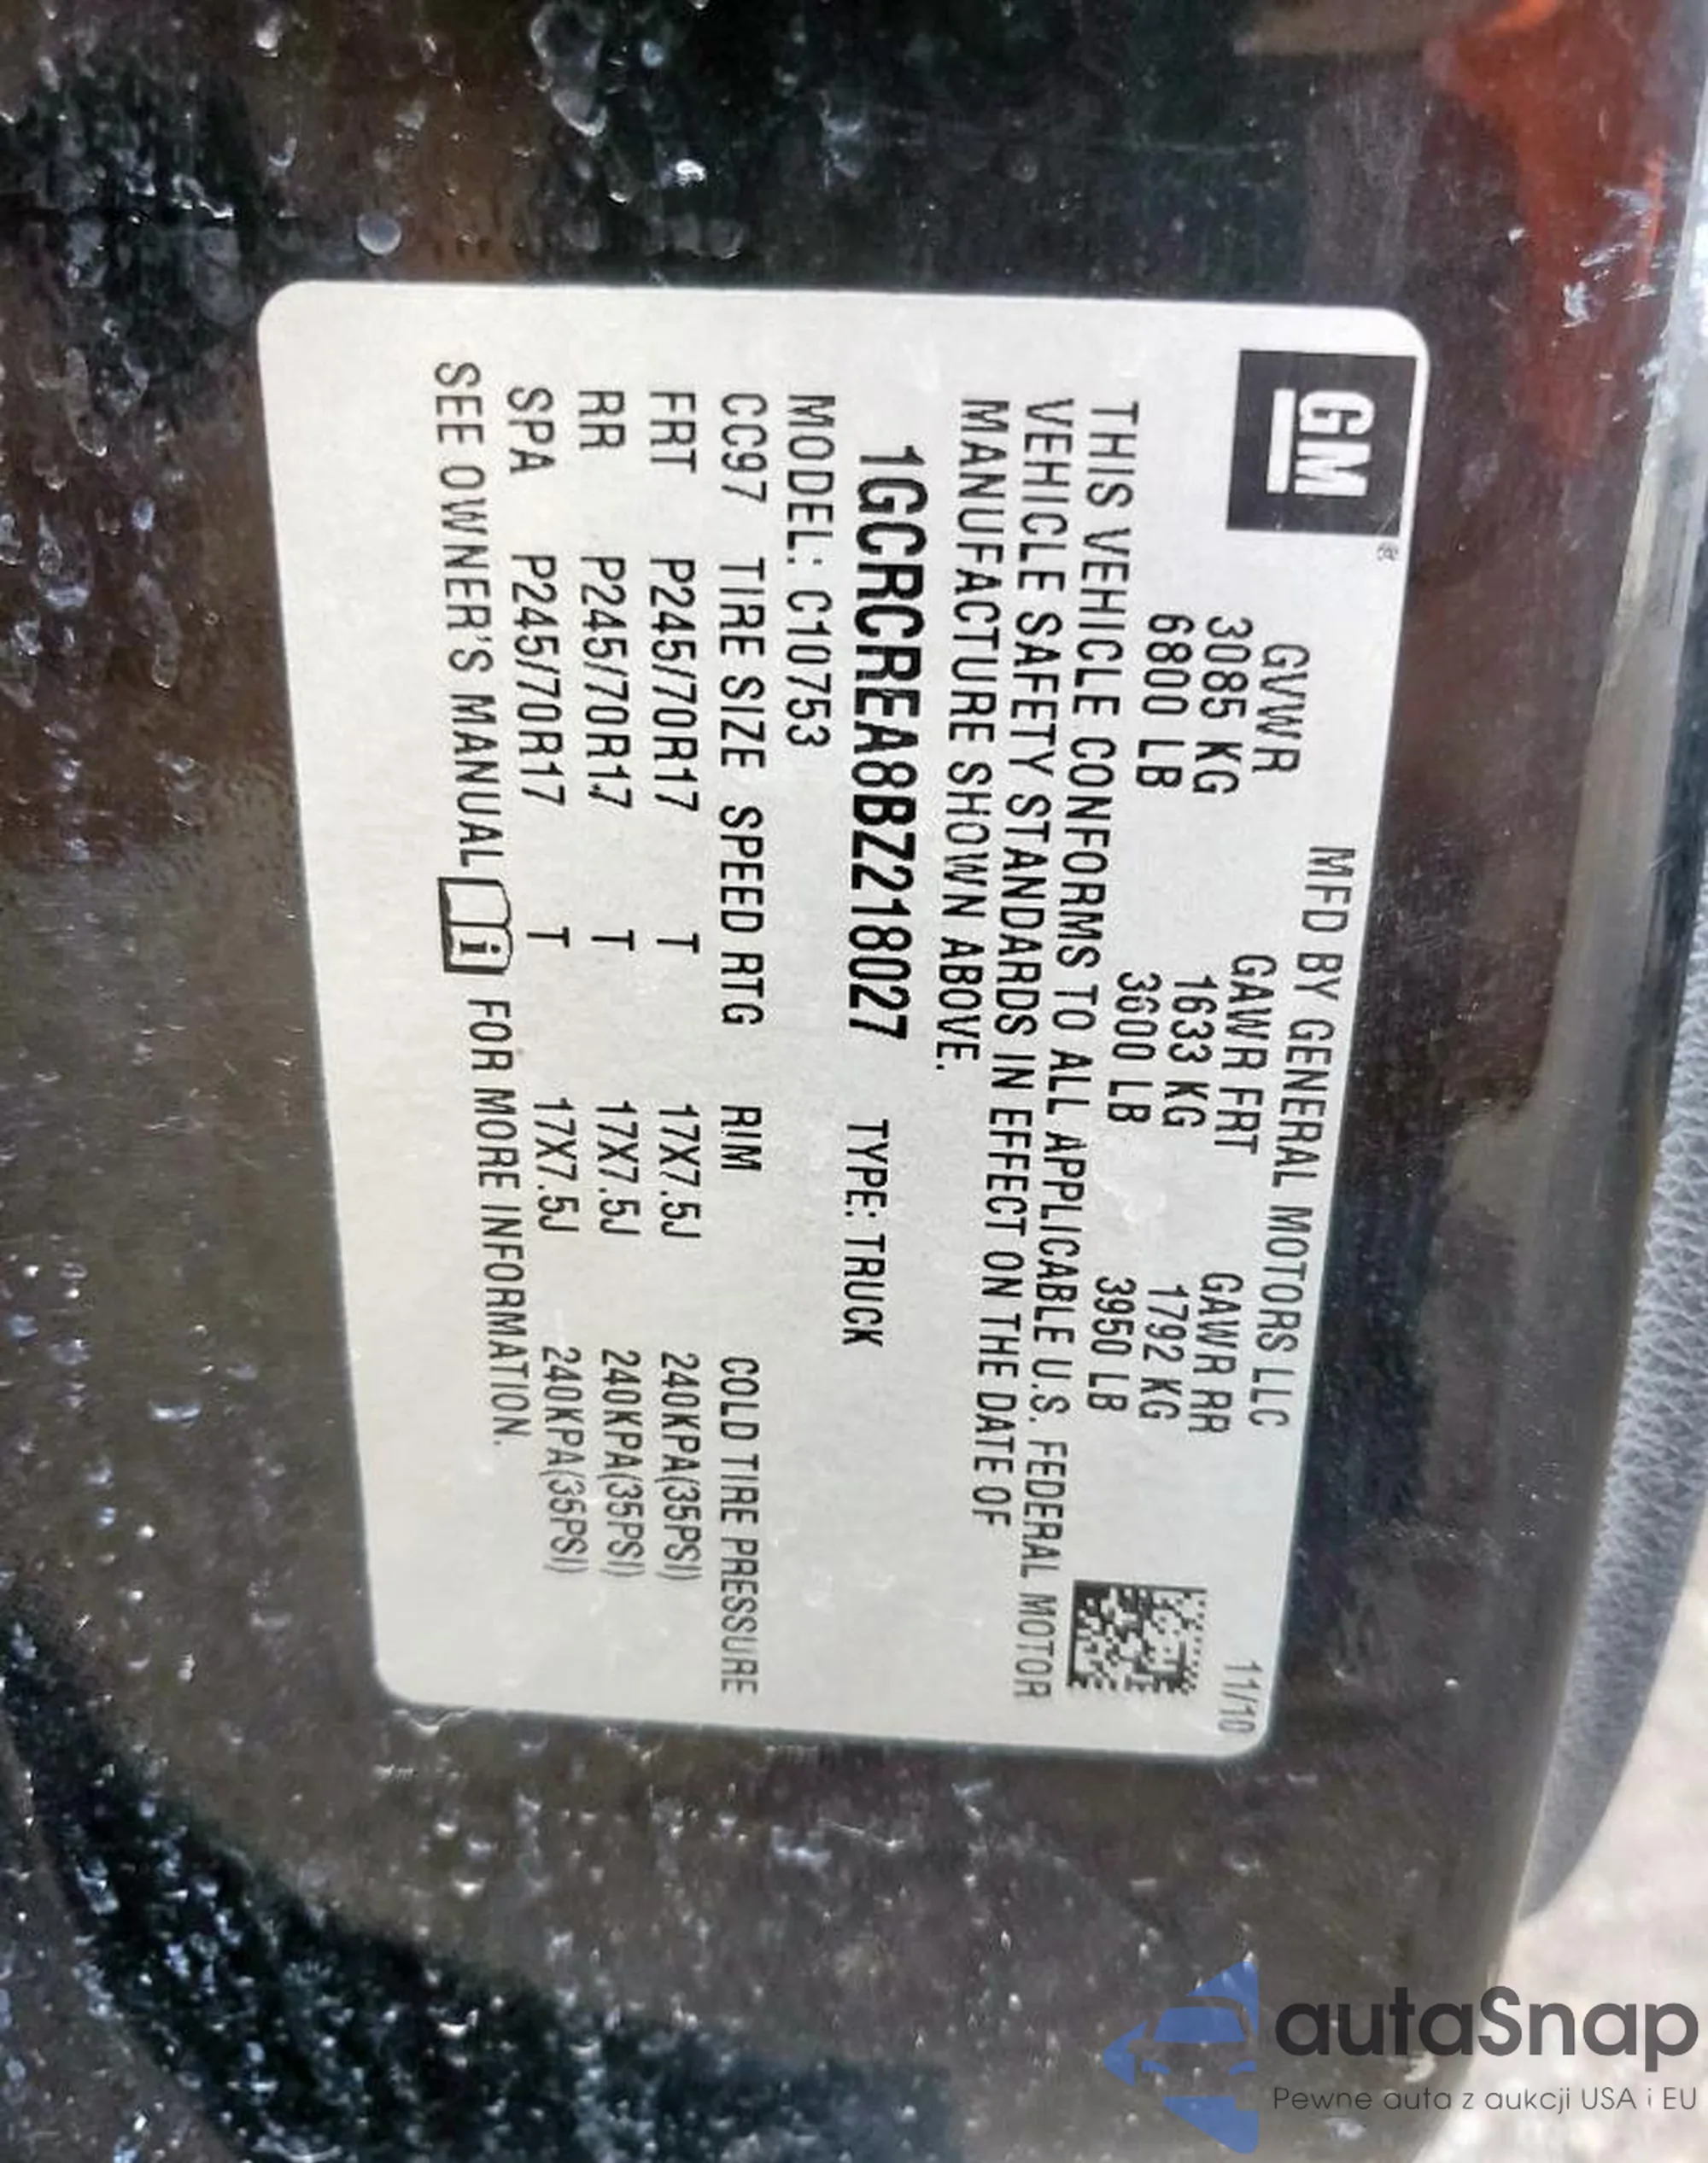 GM
MFD BY GENERAL MOTORS LLC 11/10
GVWR GAWR FRT GAWR RR
3085 KG 1633 KG 1792 KG
6800 LB 3600 LB 3950 LB
THIS VEHICLE CONFORMS TO ALL APPLICABLE U.S. FEDERAL MOTOR
VEHICLE SAFETY STANDARDS IN EFFECT ON THE DATE OF
MANUFACTURE SHOWN ABOVE.
1GCRCREA8BZ218027 TYPE: TRUCK
MODEL: C10753
CC97 TIRE SIZE SPEED RTG RIM COLD TIRE PRESSURE
FRT P245/70R17 T 17X7.5J 240KPA(35PSI)
RR P245/70R17 T 17X7.5J 240KPA(35PSI)
SPA P245/70R17 T 17X7.5J 240KPA(35PSI)
SEE OWNER'S MANUAL i FOR MORE INFORMATION.
autaSnap
Pewne auta z aukcji USA i EU